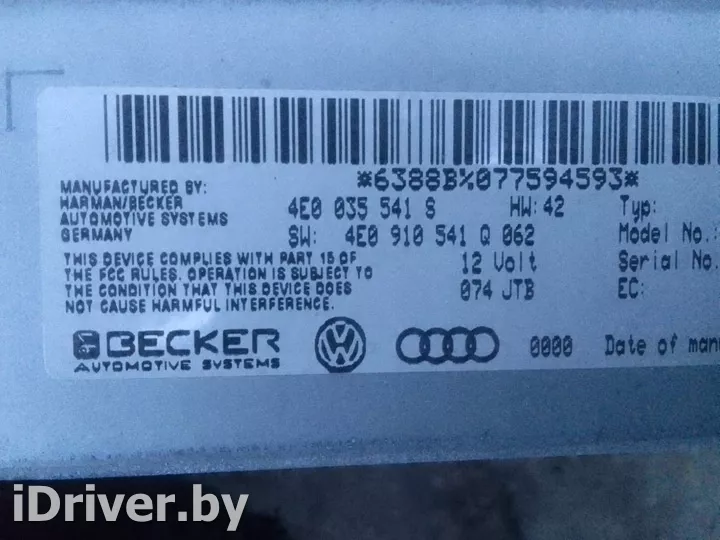 *6388B%077594593*
MANUFACTURED BY:
HARMAN/BECKER
AUTOMOTIVE SYSTEMS
GERMANY
4E0 035 541 S HW: 42 Typ:
SW: 4E0 910 541 Q 062 Model No.:
THIS DEVICE COMPLIES WITH PART 15 OF
THE FCC RULES. OPERATION IS SUBJECT TO
THE CONDITION THAT THIS DEVICE DOES
NOT CAUSE HARMFUL INTERFERENCE.
12 Volt Serial No.
074 JTB EC:
BECKER
AUTOMOTIVE SYSTEMS
0000 Date of man
iDriver.by